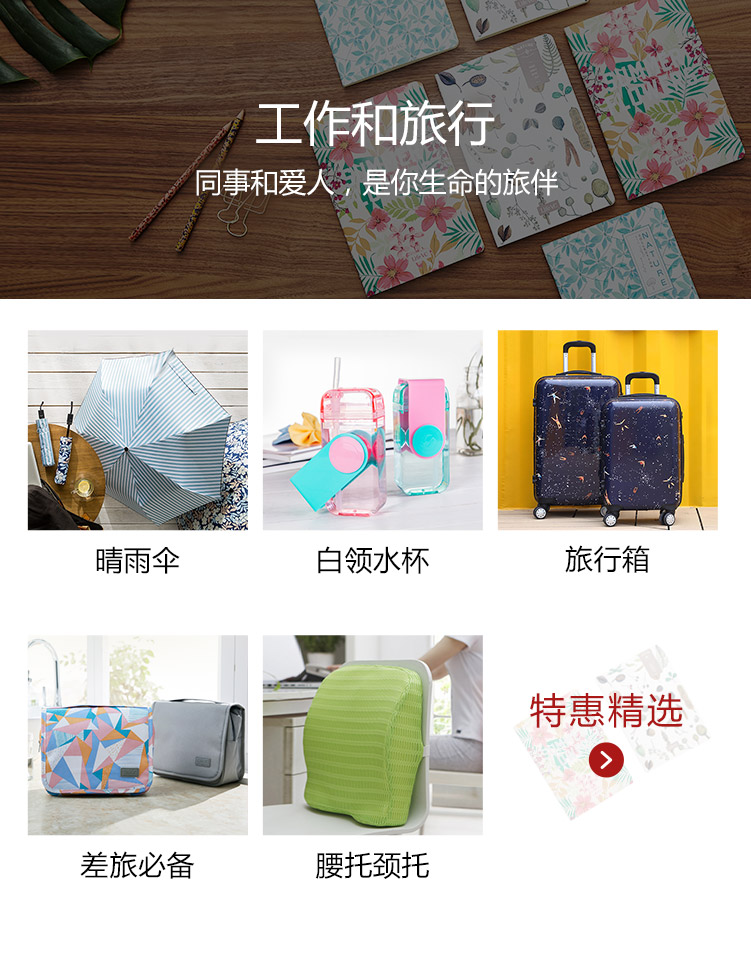 工作和旅行
同事和爱人，是你生命的旅伴
NATURE
晴雨伞
白领水杯
旅行箱
差旅必备
腰托颈托
特惠精选